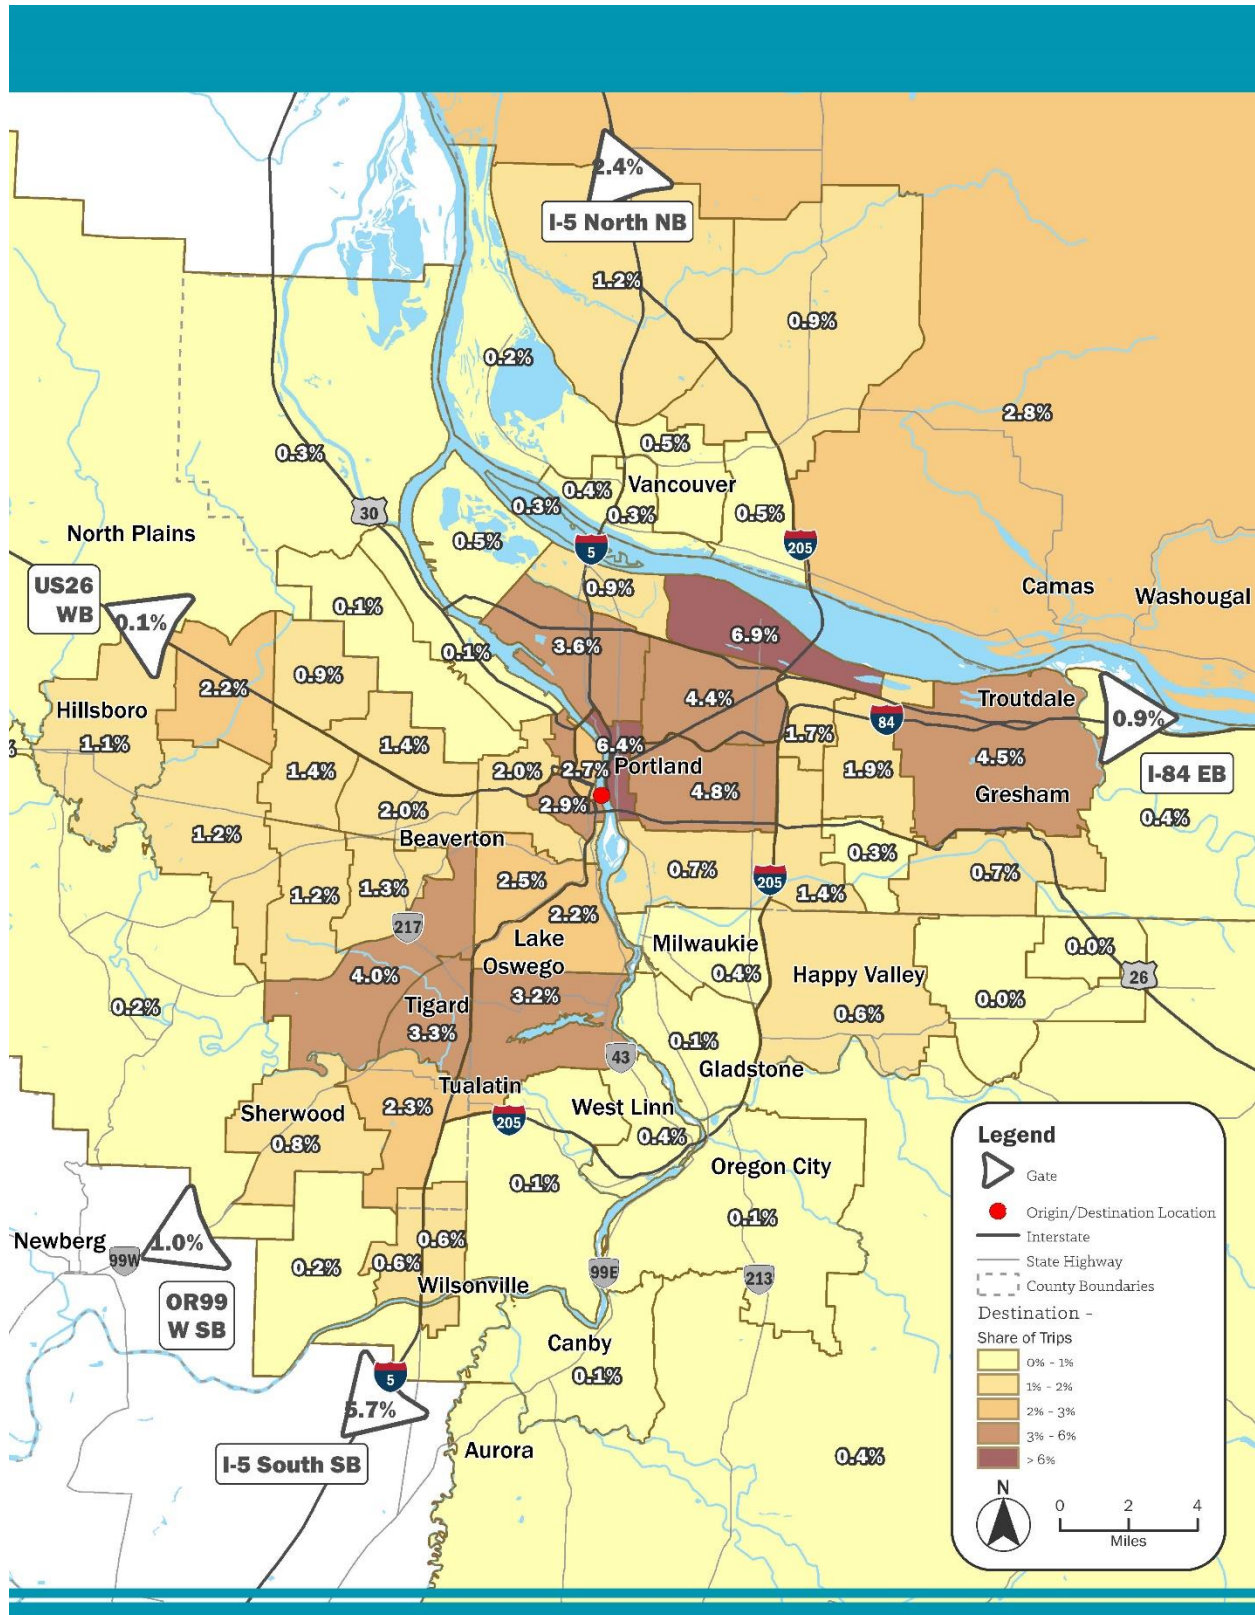 2.4%
I-5 North NB
1.2%
0.9%
0.2%
2.8%
0.5%
0.3%
0.4%
Vancouver
0.3%
0.3%
0.5%
30
North Plains
0.5%
5
205
US26
WB
0.1%
0.1%
0.9%
Camas
Washougal
6.9%
3.6%
0.1%
0.9%
2.2%
4.4%
Troutdale
Hillsboro
84
0.9%
1.1%
1.4%
6.4%
1.7%
4.5%
I-84 EB
1.4%
2.0%
2.7%
Portland
1.9%
2.0%
2.9%
4.8%
Gresham
0.4%
1.2%
Beaverton
0.3%
1.2%
1.3%
2.5%
0.7%
205
1.4%
0.7%
217
2.2%
Lake
Oswego
Milwaukie
0.0%
4.0%
3.2%
0.4%
Happy Valley
26
0.2%
Tigard
0.0%
3.3%
0.6%
0.1%
43
Gladstone
Tualatin
Sherwood
2.3%
205
West Linn
0.8%
0.4%
Oregon City
0.1%
0.1%
Newberg
99W
1.0%
0.2%
0.6%
0.6%
Wilsonville
99E
213
OR99
W SB
Canby
5
0.1%
5.7%
I-5 South SB
Aurora
0.4%
Legend
Gate
Origin/Destination Location
Interstate
State Highway
County Boundaries
Destination -
Share of Trips
0% - 1%
1% - 2%
2% - 3%
3% - 6%
> 6%
N
0 2 4
Miles